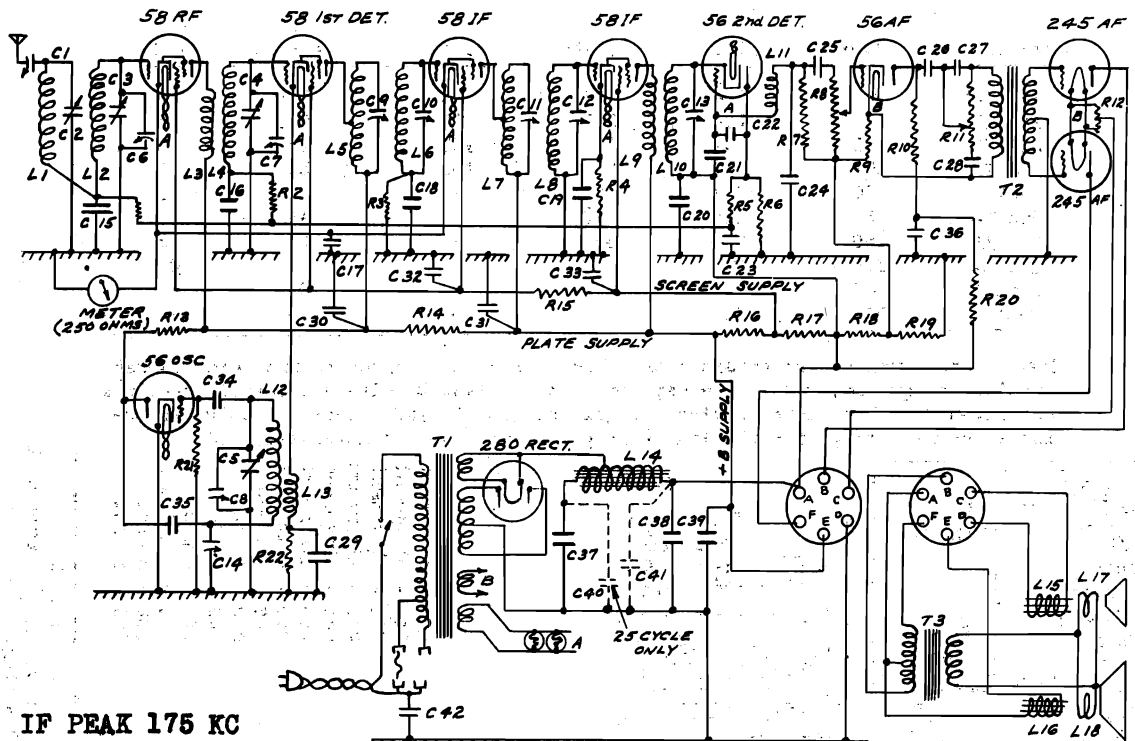 58 RF
58 1ST DET.
58 IF
58 IF
56 2nd DET.
56 AF
245 AF
C1
C2
L1
C3
C6
L2
C15
A
L3
L4
C4
C7
C16
R2
A
L5
C9
C10
L6
R3
C18
A
C11
L7
C12
L8
C19
R4
L9
C13
L10
C20
A
C22
C21
R5
R6
C23
L11
C25
R7
R8
C24
B
R9
R10
C26
C27
R11
C28
T2
C36
B
R12
245 AF
METER
(250 OHMS)
C17
C30
C32
C31
C33
R15
SCREEN SUPPLY
R20
R13
R14
PLATE SUPPLY
R16
R17
R18
R19
56 OSC
C34
L12
R21
C5
C8
L13
C35
C14
R22
C29
T1
280 RECT.
L14
+ B SUPPLY
C37
C38
C39
C40
C41
25 CYCLE
ONLY
B
A
C42
A
B
C
F
E
D
A
B
C
F
E
D
L15
L17
T3
L16
L18
IF PEAK 175 KC